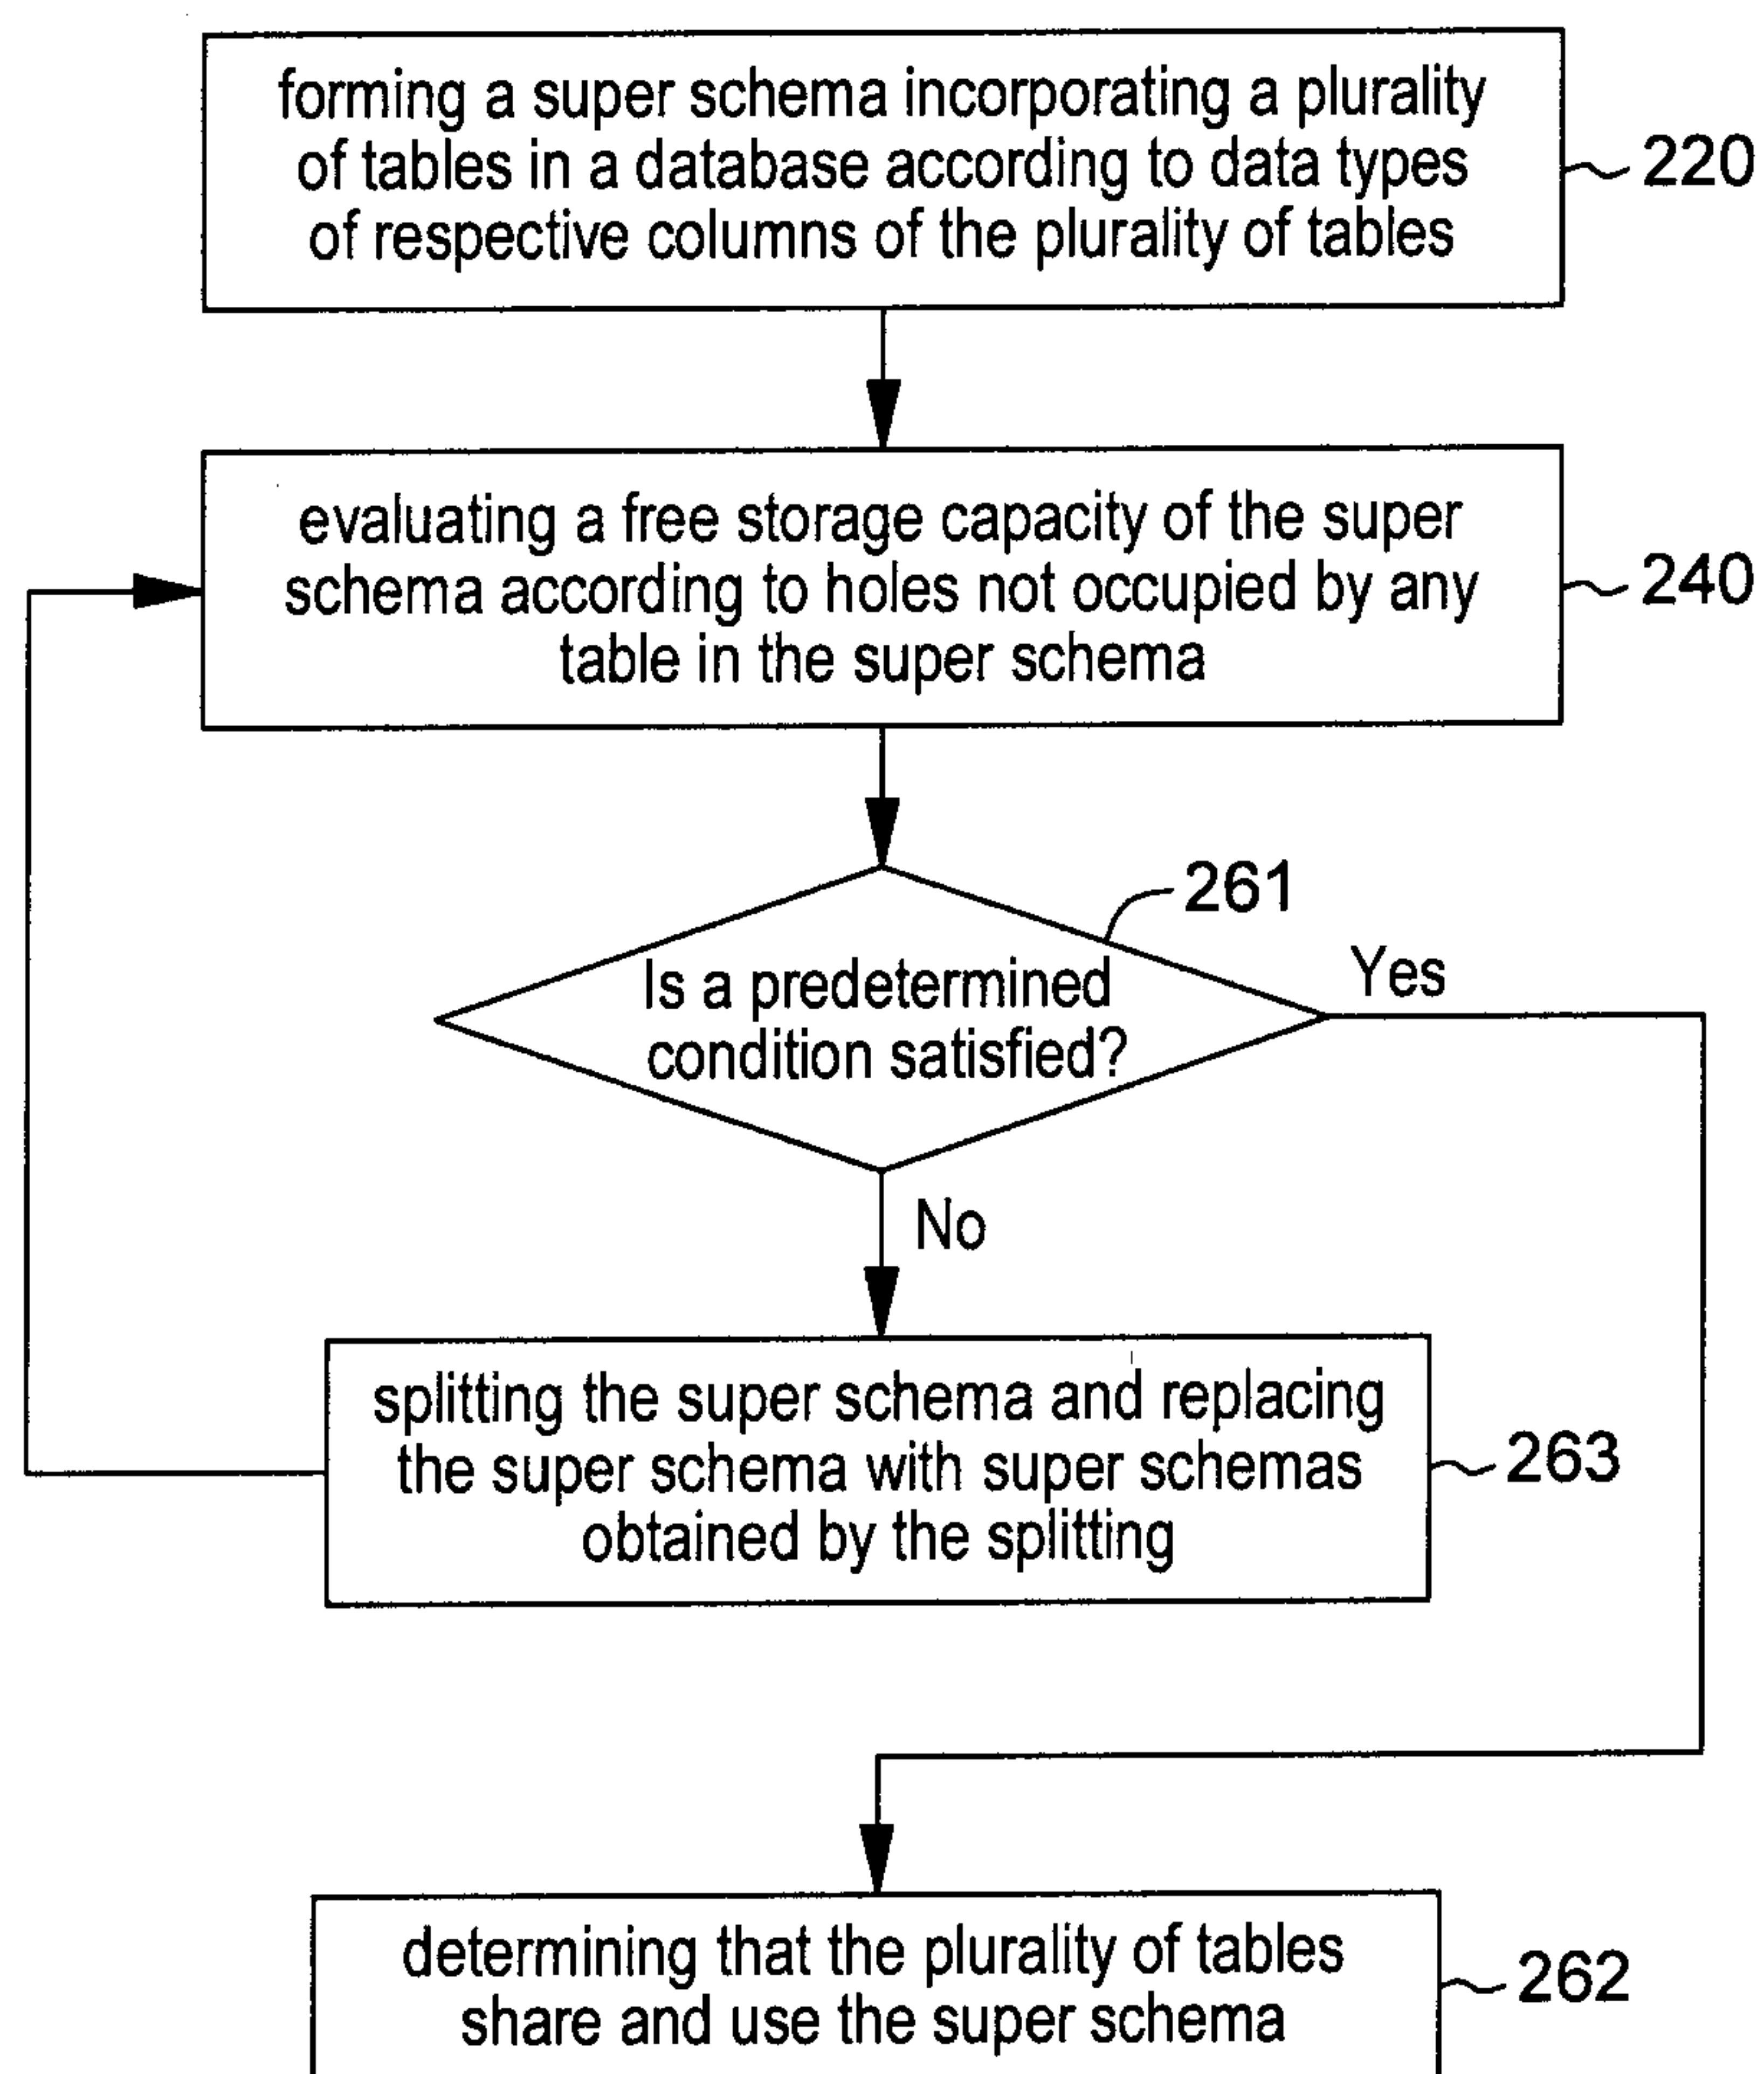 forming a super schema incorporating a plurality
of tables in a database according to data types
of respective columns of the plurality of tables
220
evaluating a free storage capacity of the super
schema according to holes not occupied by any
table in the super schema
240
261
Is a predetermined
condition satisfied?
Yes
No
splitting the super schema and replacing
the super schema with super schemas
obtained by the splitting
263
determining that the plurality of tables
share and use the super schema
262